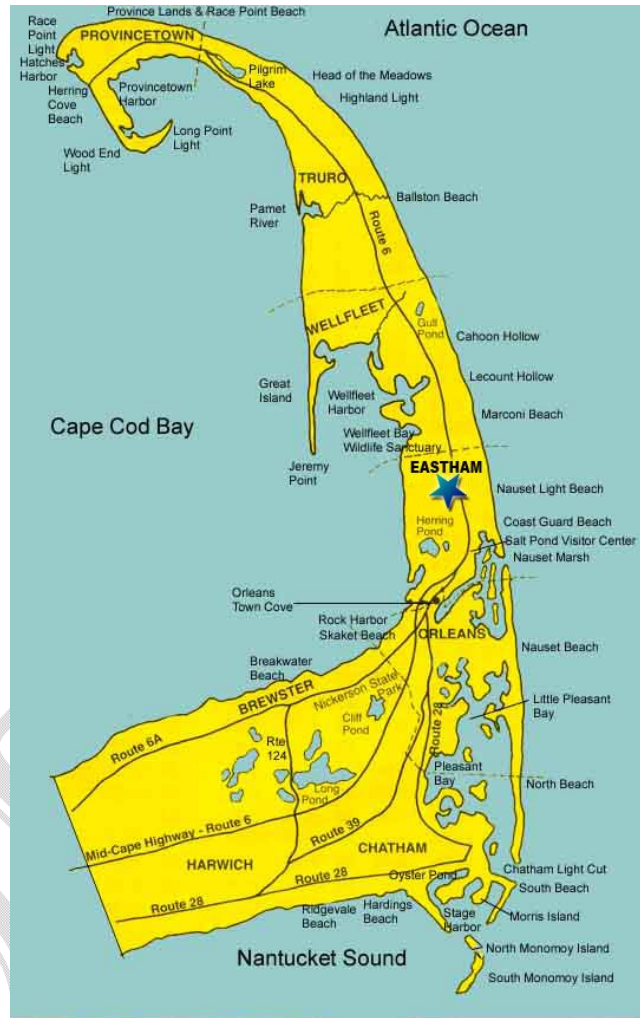 Province Lands & Race Point Beach
Atlantic Ocean
Race
Point
Light
PROVINCETOWN
Hatches
Harbor
Herring
Cove
Beach
Provincetown
Harbor
Pilgrim
Lake
Head of the Meadows
Highland Light
Long Point
Light
Wood End
Light
TRURO
Pamet
River
Ballston Beach
Route 6
WELLFLEET
Gull
Pond
Cahoon Hollow
Great
Island
Wellfleet
Harbor
Lecount Hollow
Marconi Beach
Cape Cod Bay
Wellfleet Bay
Wildlife Sanctuary
Jeremy
Point
EASTHAM
Nauset Light Beach
Herring
Pond
Coast Guard Beach
Salt Pond Visitor Center
Nauset Marsh
Orleans
Town Cove
Rock Harbor
Skaket Beach
ORLEANS
Nauset Beach
Breakwater
Beach
BREWSTER
Nickerson State
Park
Cliff
Pond
Little Pleasant
Bay
Route 28
Route 6A
Rte
124
Long
Pond
Pleasant
Bay
North Beach
Mid-Cape Highway - Route 6
Route 39
HARWICH
CHATHAM
Route 28
Oyster Pond
Chatham Light Cut
South Beach
Route 28
Ridgevale
Beach
Hardings
Beach
Stage
Harbor
Morris Island
Nantucket Sound
North Monomoy Island
South Monomoy Island